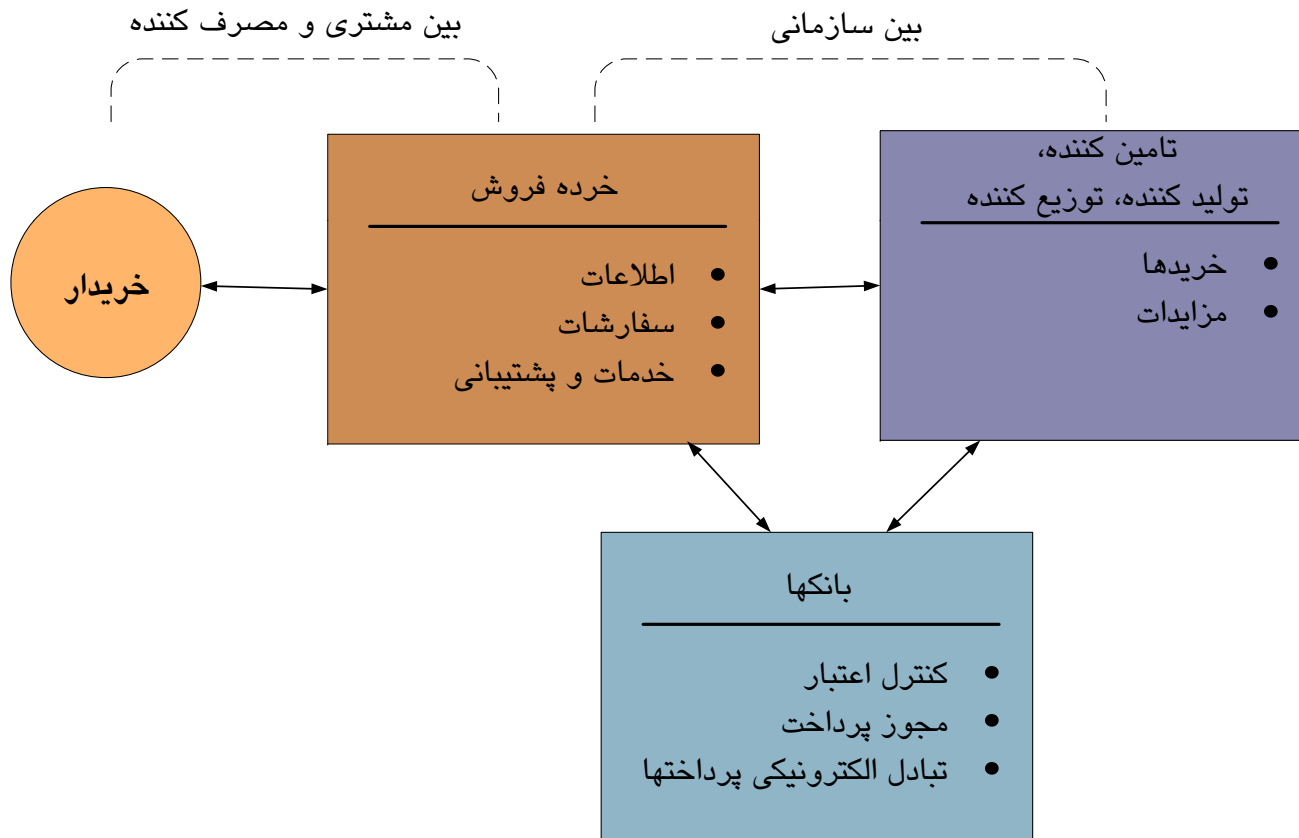 بین سازمانی
بین مشتری و مصرف کننده
تامین کننده،
تولید کننده، توزیع کننده
خریدها
مزایدات
خرده فروش
اطلاعات
سفارشات
خدمات و پشتیبانی
خریدار
بانکها
کنترل اعتبار
مجوز پرداخت
تبادل الکترونیکی پرداختها